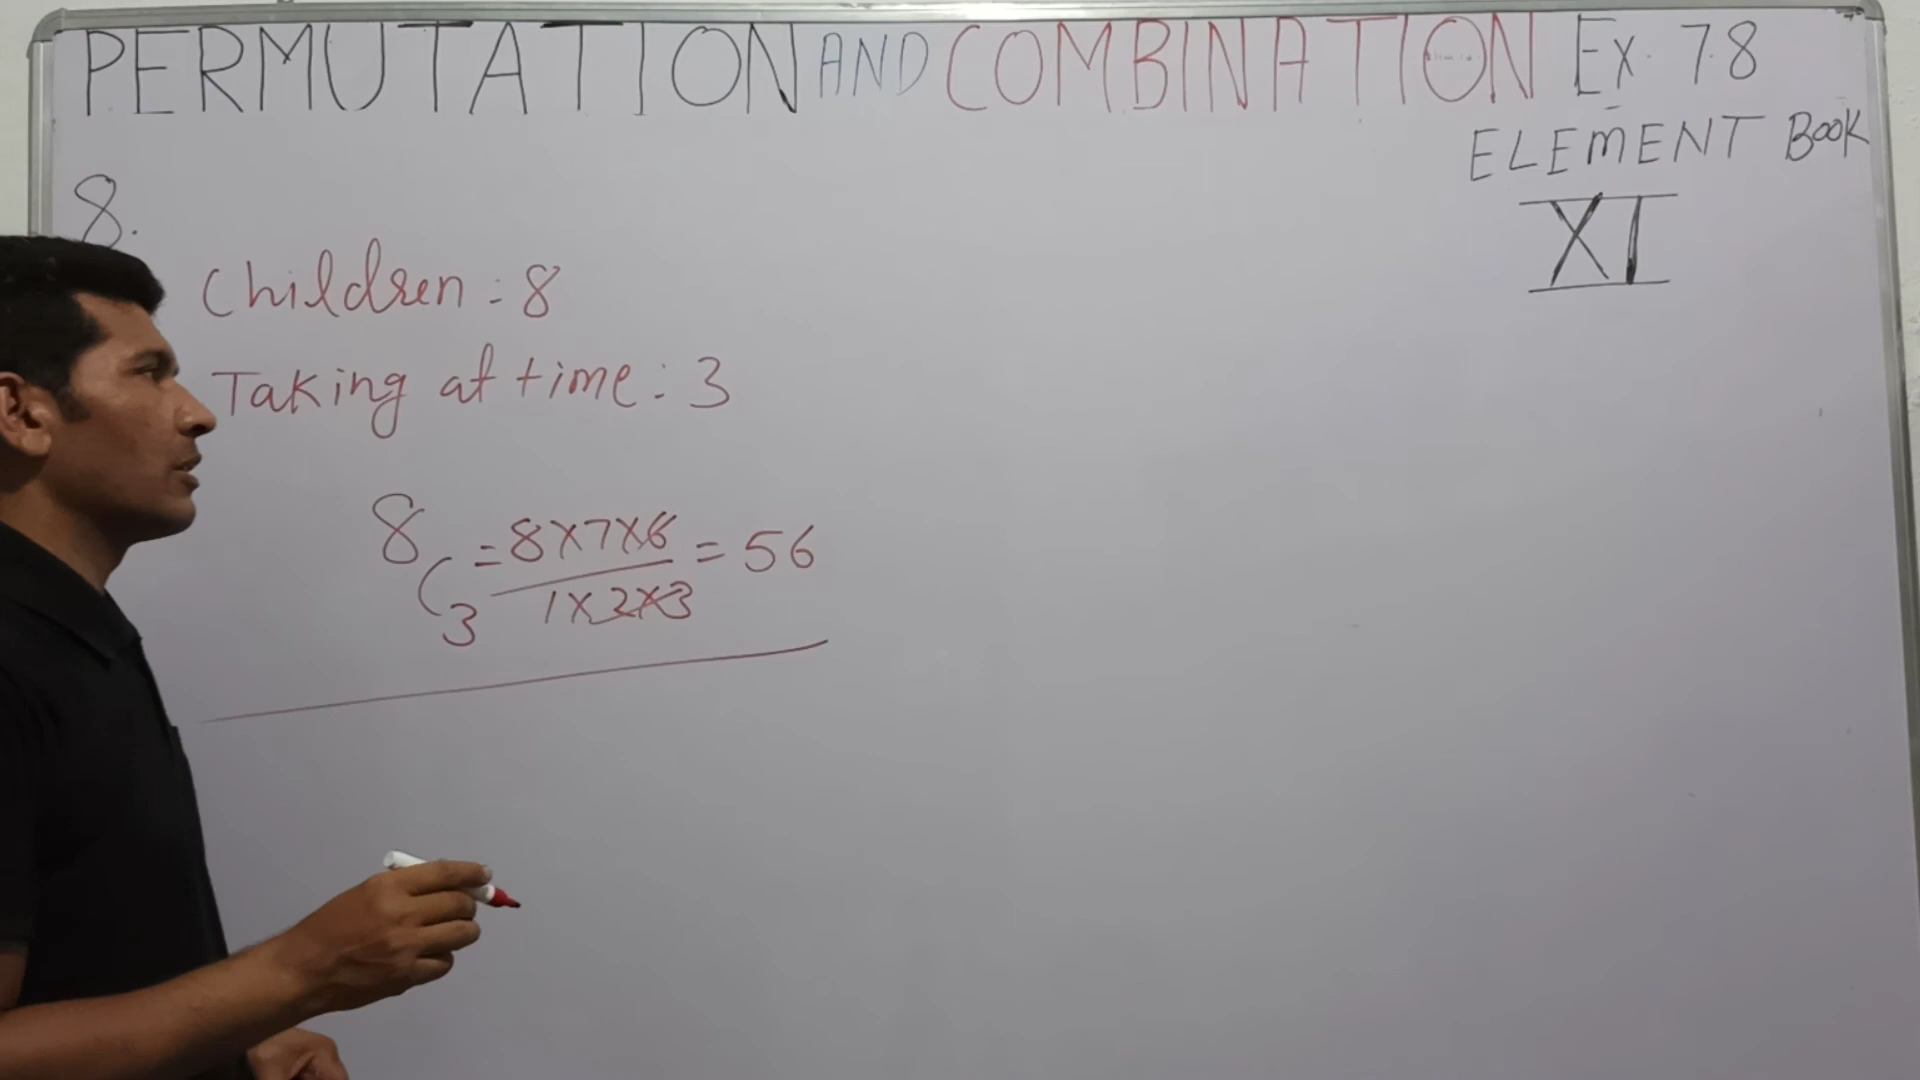 PERMUTATION AND COMBINATION Ex. 7.8
ELEMENT BOOK
XI
8.
Children = 8
Taking at time = 3
8C3 = 8×7×6 / 1×2×3 = 56